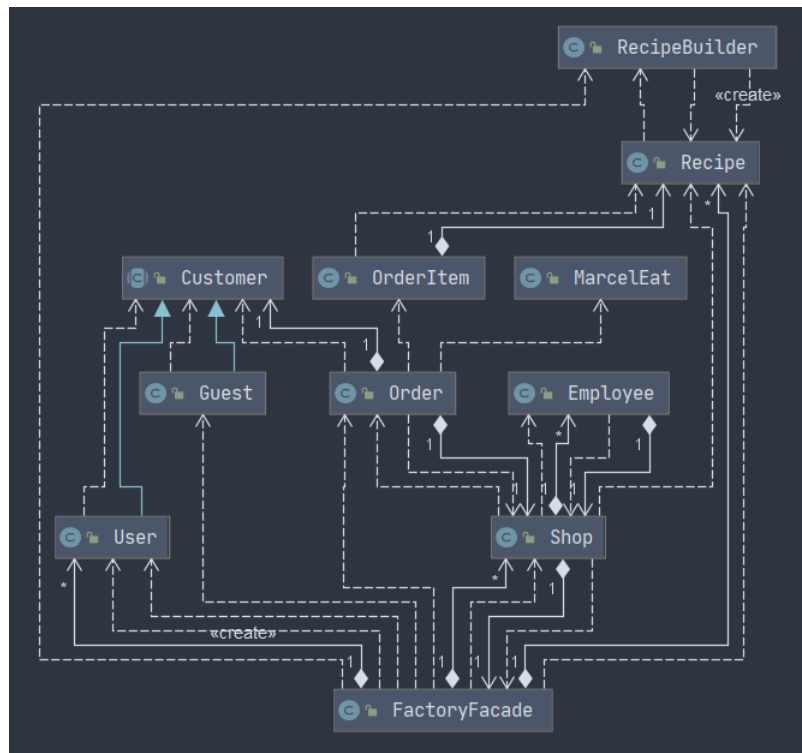 C RecipeBuilder
«create»
C Recipe
1
*
1
C Customer
C OrderItem
C MarcelEat
1
1
C Guest
C Order
C Employee
1
*
1
1
1
1
C User
C Shop
*
*
1
«create»
1
1
1
1
C FactoryFacade